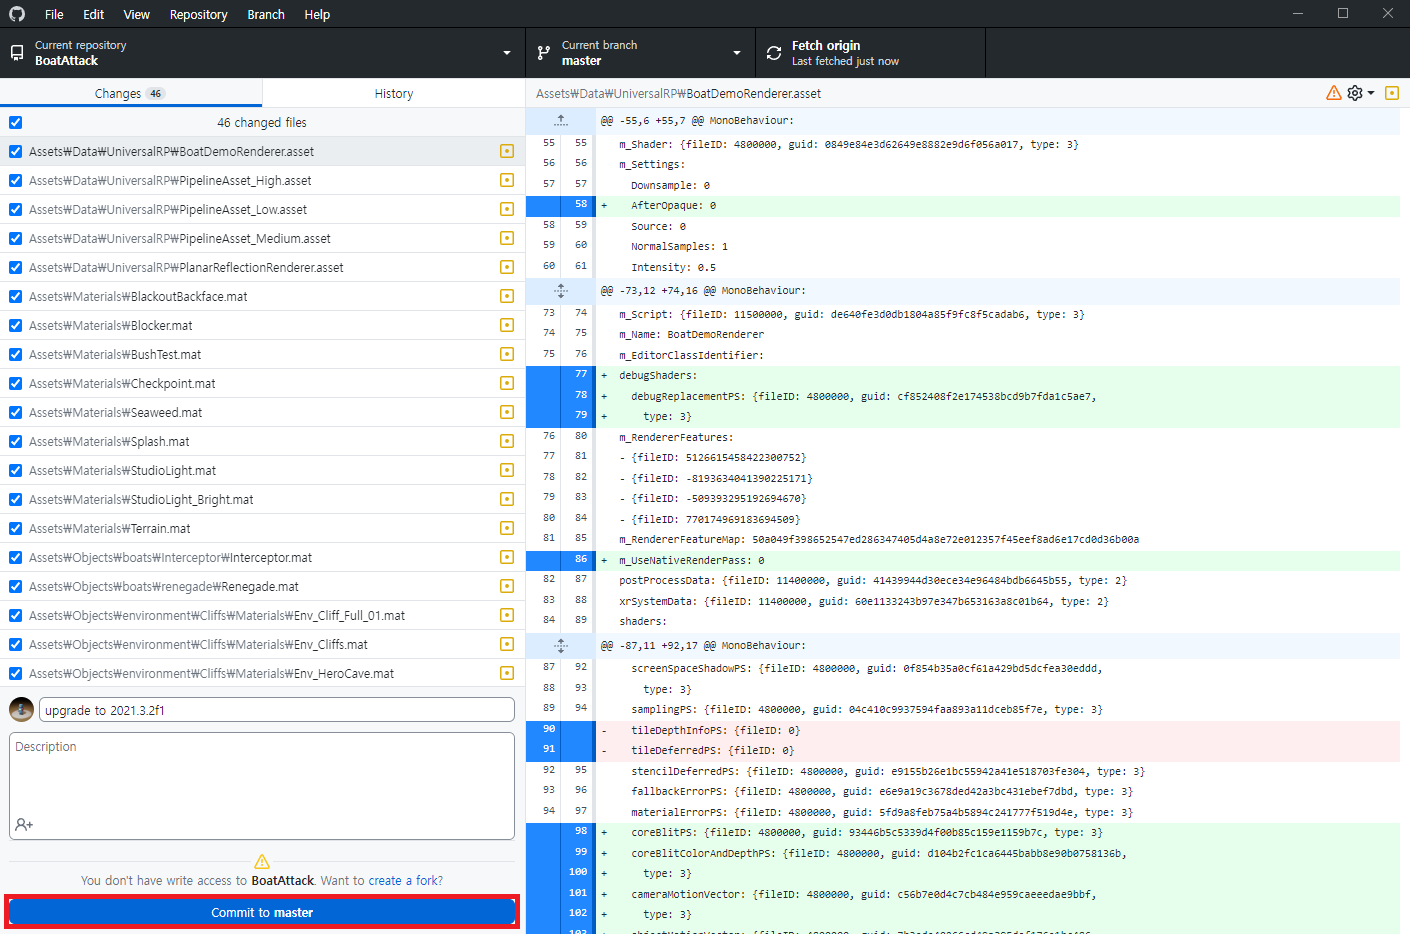 File Edit View Repository Branch Help
Current repository
BoatAttack
Current branch
master
Fetch origin
Last fetched just now
Changes 46
History
Assets₩Data₩UniversalRP₩BoatDemoRenderer.asset
46 changed files
Assets₩Data₩UniversalRP₩BoatDemoRenderer.asset
Assets₩Data₩UniversalRP₩PipelineAsset_High.asset
Assets₩Data₩UniversalRP₩PipelineAsset_Low.asset
Assets₩Data₩UniversalRP₩PipelineAsset_Medium.asset
Assets₩Data₩UniversalRP₩PlanarReflectionRenderer.asset
Assets₩Materials₩BlackoutBackface.mat
Assets₩Materials₩Blocker.mat
Assets₩Materials₩BushTest.mat
Assets₩Materials₩Checkpoint.mat
Assets₩Materials₩Seaweed.mat
Assets₩Materials₩Splash.mat
Assets₩Materials₩StudioLight.mat
Assets₩Materials₩StudioLight_Bright.mat
Assets₩Materials₩Terrain.mat
Assets₩Objects₩boats₩Interceptor₩Interceptor.mat
Assets₩Objects₩boats₩renegade₩Renegade.mat
Assets₩Objects₩environment₩Cliffs₩Materials₩Env_Cliff_Full_01.mat
Assets₩Objects₩environment₩Cliffs₩Materials₩Env_Cliffs.mat
Assets₩Objects₩environment₩Cliffs₩Materials₩Env_HeroCave.mat
upgrade to 2021.3.2f1
Description
You don't have write access to BoatAttack. Want to create a fork?
Commit to master
@@ -55,6 +55,7 @@ MonoBehaviour:
55 55 m_Shader: {fileID: 4800000, guid: 0849e84e3d62649e8882e9d6f056a017, type: 3}
56 56 m_Settings:
57 57 Downsample: 0
58 + AfterOpaque: 0
58 59 Source: 0
59 60 NormalSamples: 1
60 61 Intensity: 0.5
@@ -73,12 +74,16 @@ MonoBehaviour:
73 74 m_Script: {fileID: 11500000, guid: de640fe3d0db1804a85f9fc8f5cadab6, type: 3}
74 75 m_Name: BoatDemoRenderer
75 76 m_EditorClassIdentifier:
77 + debugShaders:
78 + debugReplacementPS: {fileID: 4800000, guid: cf852408f2e174538bcd9b7fda1c5ae7,
79 + type: 3}
76 80 m_RendererFeatures:
77 81 - {fileID: 5126615458422300752}
78 82 - {fileID: -8193634041390225171}
79 83 - {fileID: -509393295192694670}
80 84 - {fileID: 770174969183694509}
81 85 m_RendererFeatureMap: 50a049f398652547ed286347405d4a8e72e012357f45eef8ad6e17cd0d36b00a
86 + m_UseNativeRenderPass: 0
82 87 postProcessData: {fileID: 11400000, guid: 41439944d30ece34e96484bdb6645b55, type: 2}
83 88 xrSystemData: {fileID: 11400000, guid: 60e1133243b97e347b653163a8c01b64, type: 2}
84 89 shaders:
@@ -87,11 +92,17 @@ MonoBehaviour:
87 92 screenSpaceShadowPS: {fileID: 4800000, guid: 0f854b35a0cf61a429bd5dcfea30eddd,
88 93 type: 3}
89 94 samplingPS: {fileID: 4800000, guid: 04c410c9937594faa893a11dceb85f7e, type: 3}
90 - tileDepthInfoPS: {fileID: 0}
91 - tileDeferredPS: {fileID: 0}
92 95 stencilDeferredPS: {fileID: 4800000, guid: e9155b26e1bc55942a41e518703fe304, type: 3}
93 96 fallbackErrorPS: {fileID: 4800000, guid: e6e9a19c3678ded42a3bc431ebef7dbd, type: 3}
94 97 materialErrorPS: {fileID: 4800000, guid: 5fd9a8feb75a4b5894c241777f519d4e, type: 3}
98 + coreBlitPS: {fileID: 4800000, guid: 93446b5c5339d4f00b85c159e1159b7c, type: 3}
99 + coreBlitColorAndDepthPS: {fileID: 4800000, guid: d104b2fc1ca6445babb8e90b0758136b,
100 + type: 3}
101 + cameraMotionVector: {fileID: 4800000, guid: c56b7e0d4c7cb484e959caeeedae9bbf,
102 + type: 3}